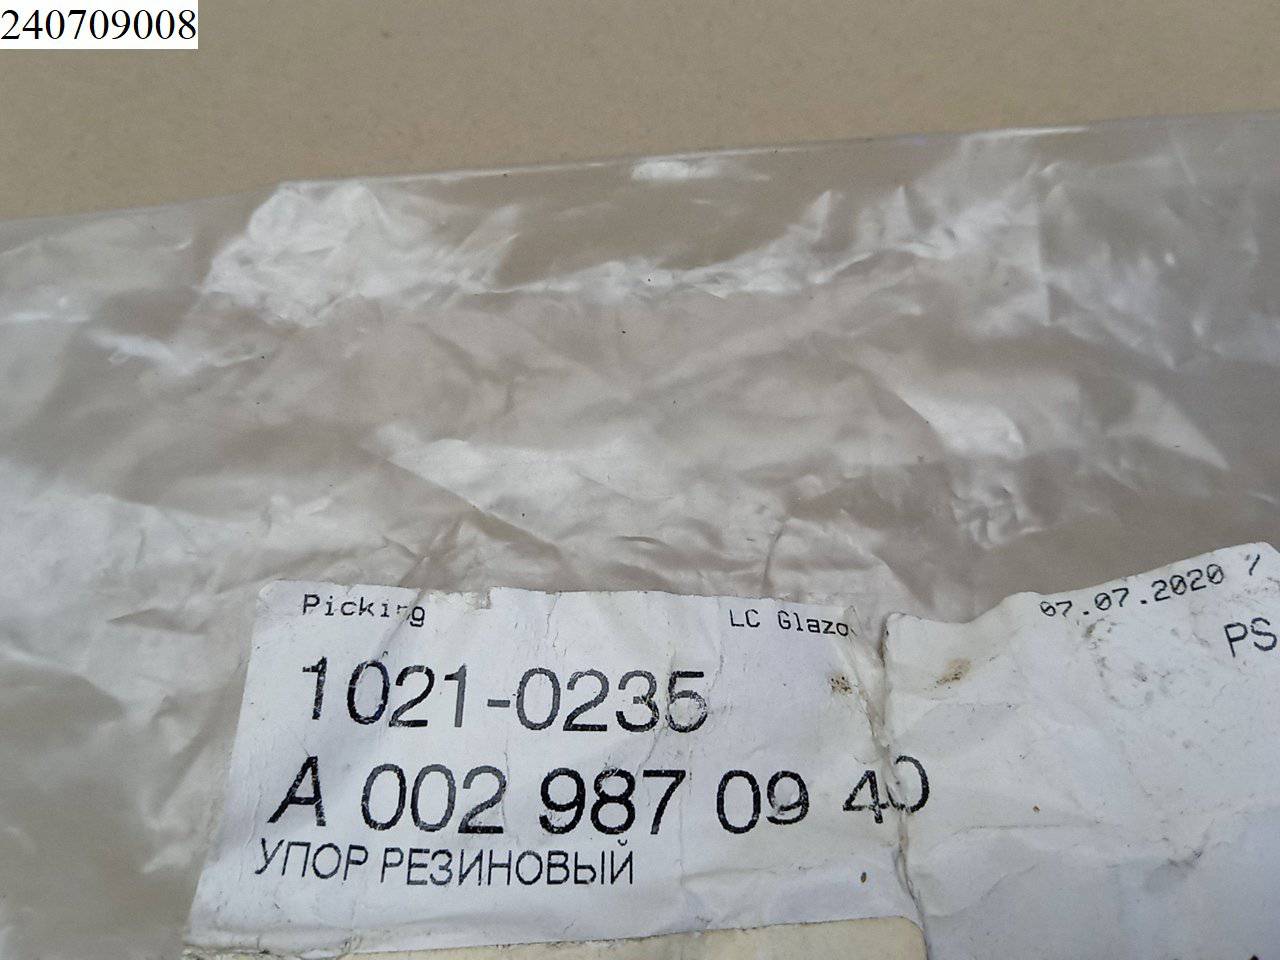 240709008
Picking LC Glazo 07.07.2020
PS
1021-0235
A 002 987 09 40
УПОР РЕЗИНОВЫЙ